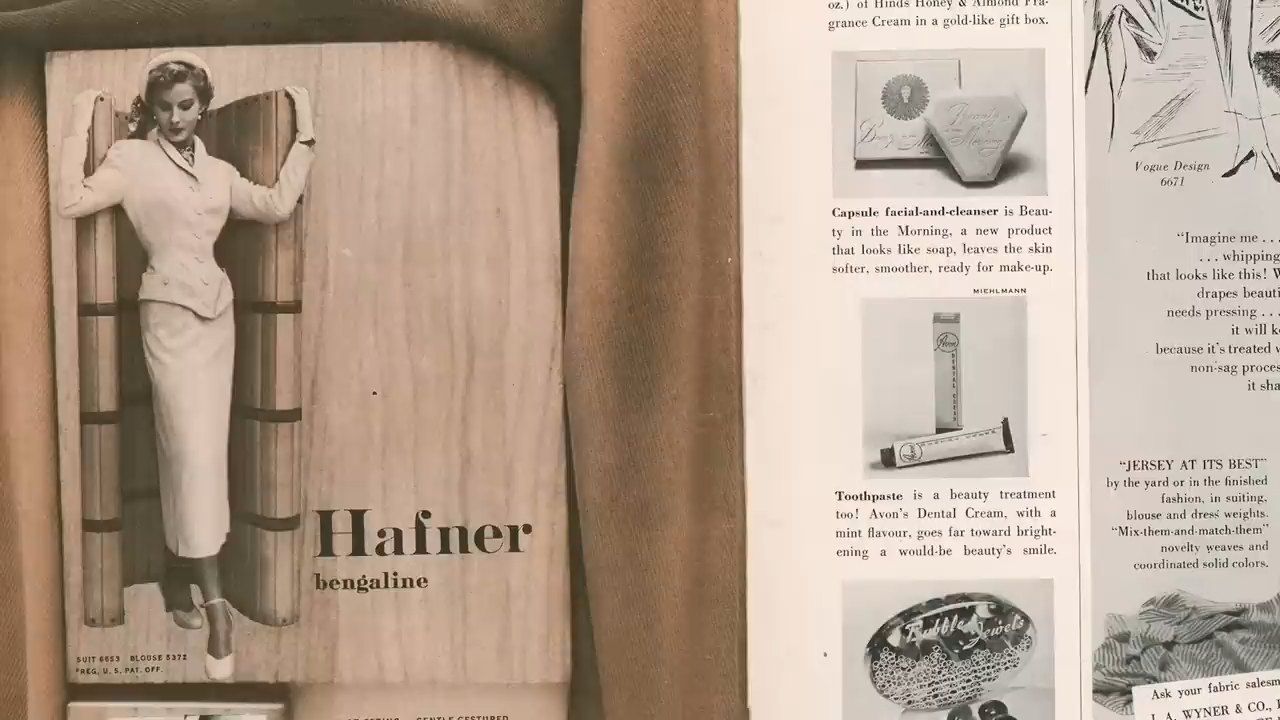 Hafner
bengaline
SUIT 6653 BLOUSE 5372
*REG. U. S. PAT. OFF.
oz.) of Hinds Honey & Almond Fra-
grance Cream in a gold-like gift box.
Beauty
Morning
Capsule facial-and-cleanser is Beau-
ty in the Morning, a new product
that looks like soap, leaves the skin
softer, smoother, ready for make-up.
MIEHLMANN
Avon
DENTAL CREAM
Avon
Toothpaste is a beauty treatment
too! Avon's Dental Cream, with a
mint flavour, goes far toward bright-
ening a would-be beauty's smile.
Bubble Jewels
Vogue Design
6671
"Imagine me . .
. . . whipping
that looks like this!
drapes beauti
needs pressing . . .
it will k
because it's treated w
non-sag proces
it sha
"JERSEY AT ITS BEST"
by the yard or in the finished
fashion, in suiting,
blouse and dress weights.
"Mix-them-and-match-them"
novelty weaves and
coordinated solid colors.
Ask your fabric salesm
I. A. WYNER & CO.,